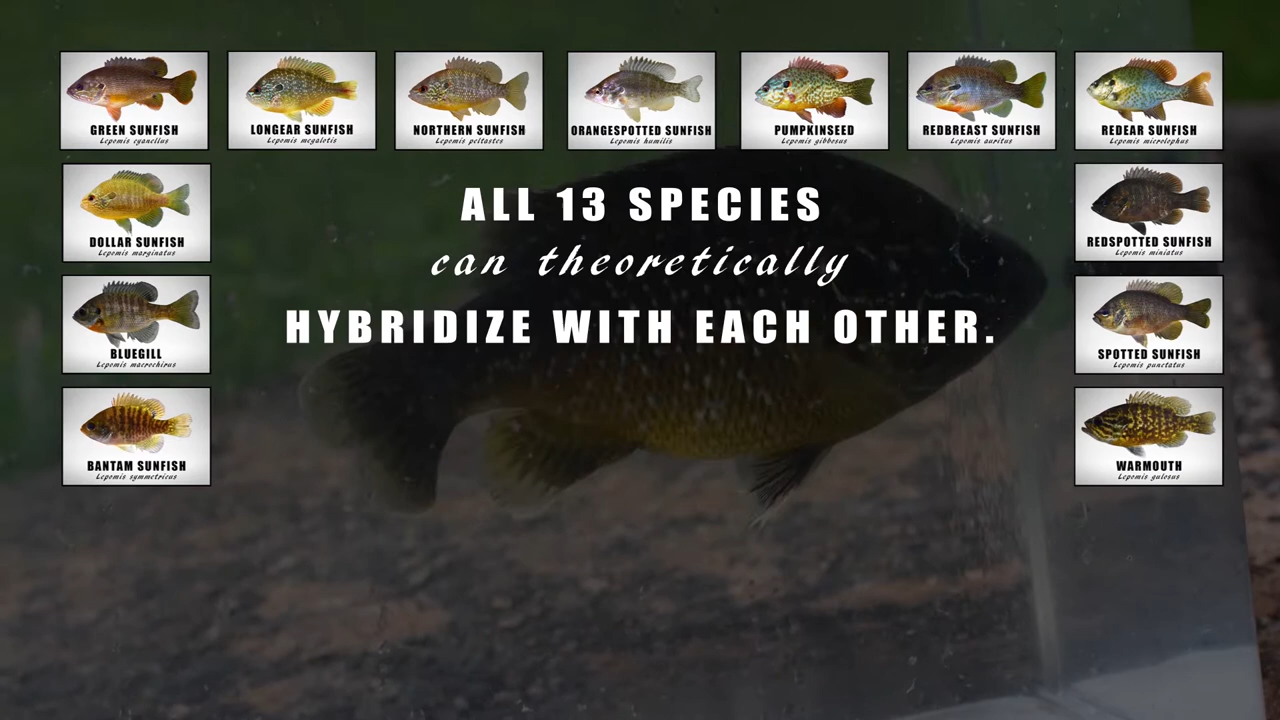 GREEN SUNFISH
Lepomis cyanellus
LONGEAR SUNFISH
Lepomis megalotis
NORTHERN SUNFISH
Lepomis peltastes
ORANGESPOTTED SUNFISH
Lepomis humilis
PUMPKINSEED
Lepomis gibbosus
REDBREAST SUNFISH
Lepomis auritus
REDEAR SUNFISH
Lepomis microlophus
ALL 13 SPECIES
can theoretically
HYBRIDIZE WITH EACH OTHER.
DOLLAR SUNFISH
Lepomis marginatus
REDSPOTTED SUNFISH
Lepomis miniatus
BLUEGILL
Lepomis macrochirus
SPOTTED SUNFISH
Lepomis punctatus
BANTAM SUNFISH
Lepomis symmetricus
WARMOUTH
Lepomis gulosus